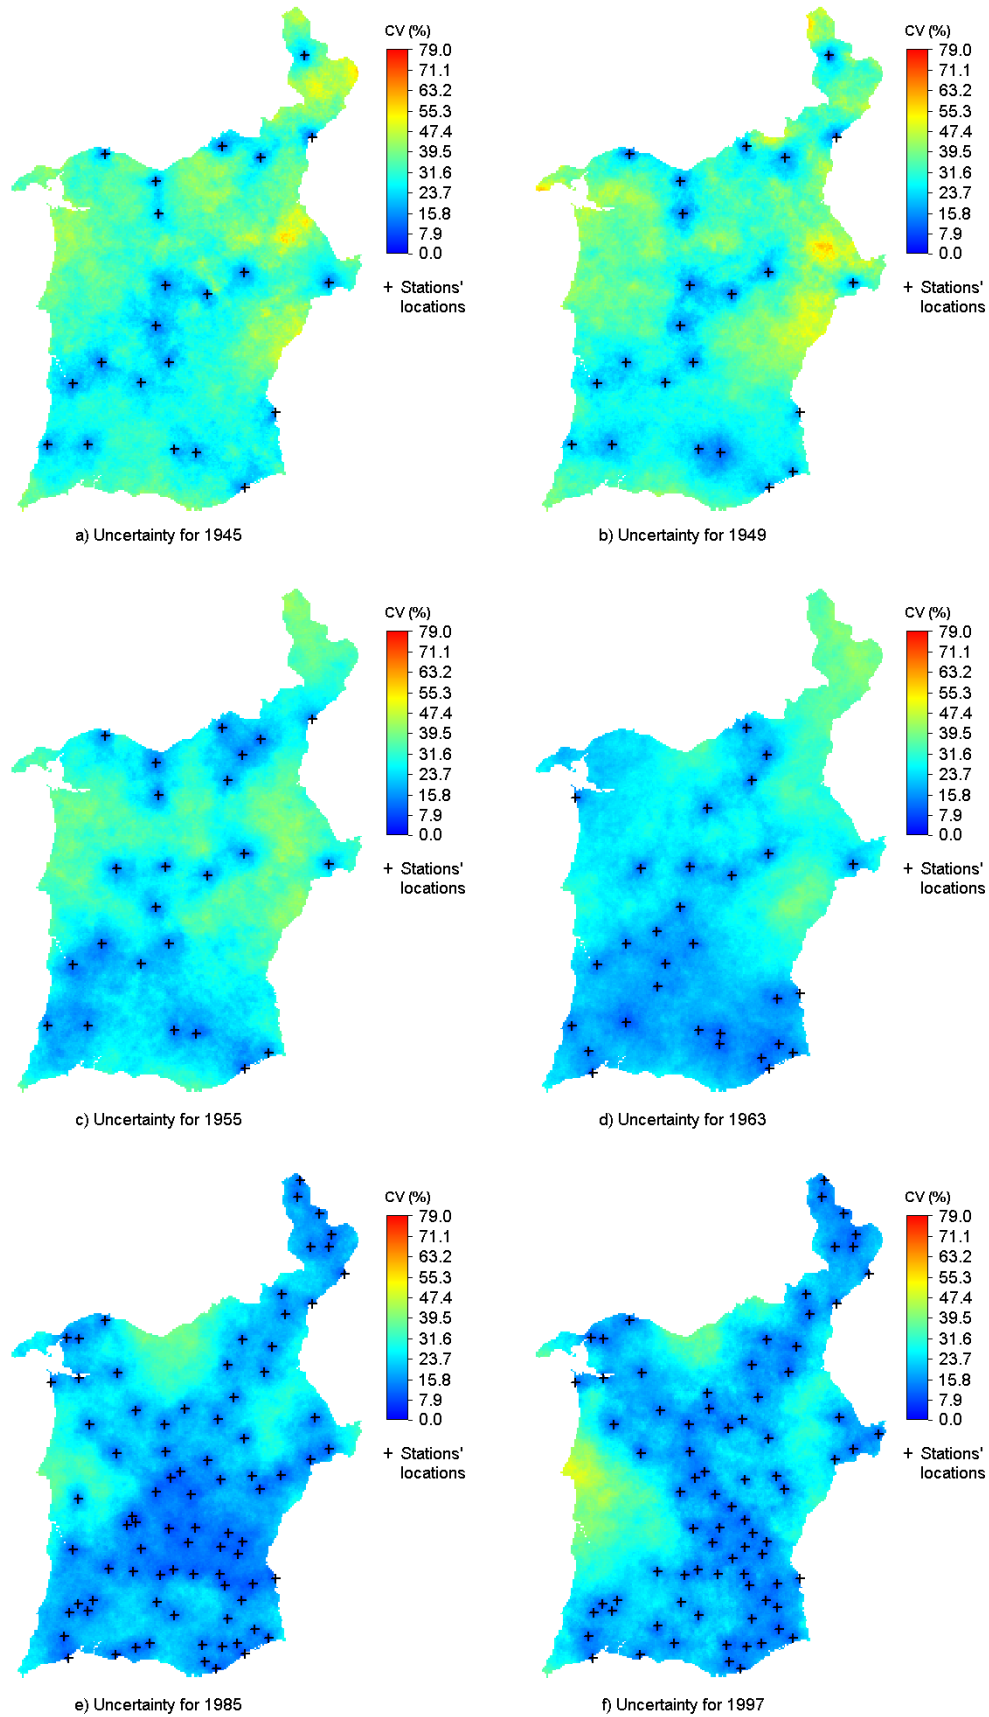 CV (%)
79.0
71.1
63.2
55.3
47.4
39.5
31.6
23.7
15.8
7.9
0.0
+ Stations'
locations
a) Uncertainty for 1945
CV (%)
79.0
71.1
63.2
55.3
47.4
39.5
31.6
23.7
15.8
7.9
0.0
+ Stations'
locations
b) Uncertainty for 1949
CV (%)
79.0
71.1
63.2
55.3
47.4
39.5
31.6
23.7
15.8
7.9
0.0
+ Stations'
locations
c) Uncertainty for 1955
CV (%)
79.0
71.1
63.2
55.3
47.4
39.5
31.6
23.7
15.8
7.9
0.0
+ Stations'
locations
d) Uncertainty for 1963
CV (%)
79.0
71.1
63.2
55.3
47.4
39.5
31.6
23.7
15.8
7.9
0.0
+ Stations'
locations
e) Uncertainty for 1985
CV (%)
79.0
71.1
63.2
55.3
47.4
39.5
31.6
23.7
15.8
7.9
0.0
+ Stations'
locations
f) Uncertainty for 1997